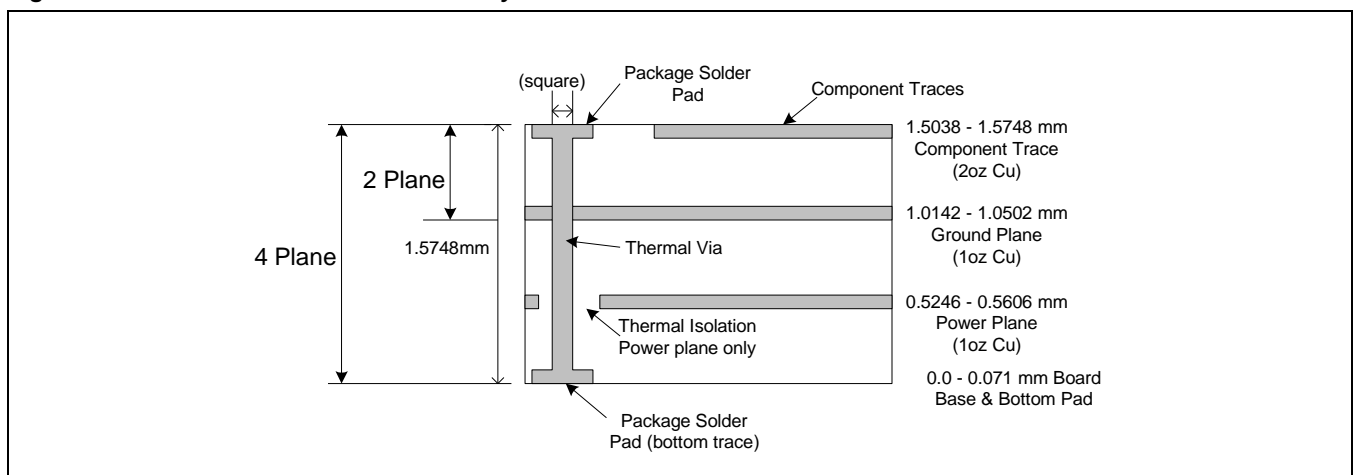 (square)
Package Solder
Pad
Component Traces
1.5038 - 1.5748 mm
Component Trace
(2oz Cu)
2 Plane
4 Plane
1.5748mm
Thermal Via
1.0142 - 1.0502 mm
Ground Plane
(1oz Cu)
0.5246 - 0.5606 mm
Power Plane
(1oz Cu)
Thermal Isolation
Power plane only
0.0 - 0.071 mm Board
Base & Bottom Pad
Package Solder
Pad (bottom trace)